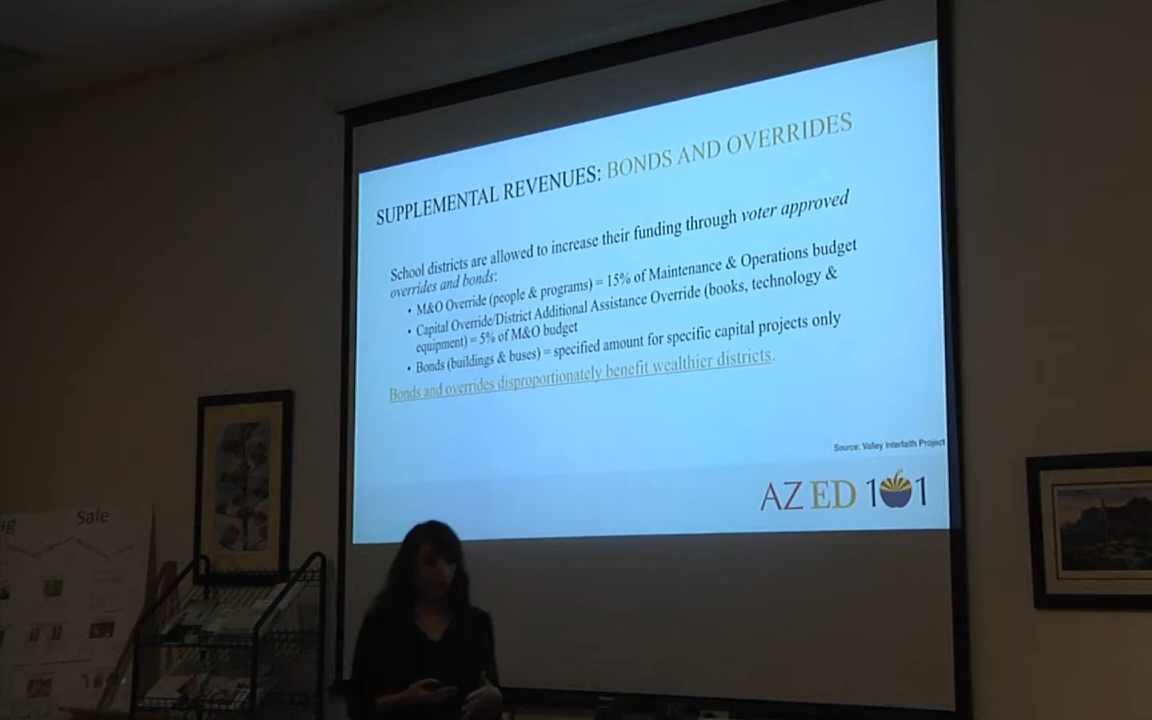 SUPPLEMENTAL REVENUES: BONDS AND OVERRIDES
School districts are allowed to increase their funding through voter approved
overrides and bonds:
• M&O Override (people & programs) = 15% of Maintenance & Operations budget
• Capital Override/District Additional Assistance Override (books, technology &
equipment) = 5% of M&O budget
• Bonds (buildings & buses) = specified amount for specific capital projects only
Bonds and overrides disproportionately benefit wealthier districts.
Source: Valley Interfaith Project
AZ ED 101
ag Sale